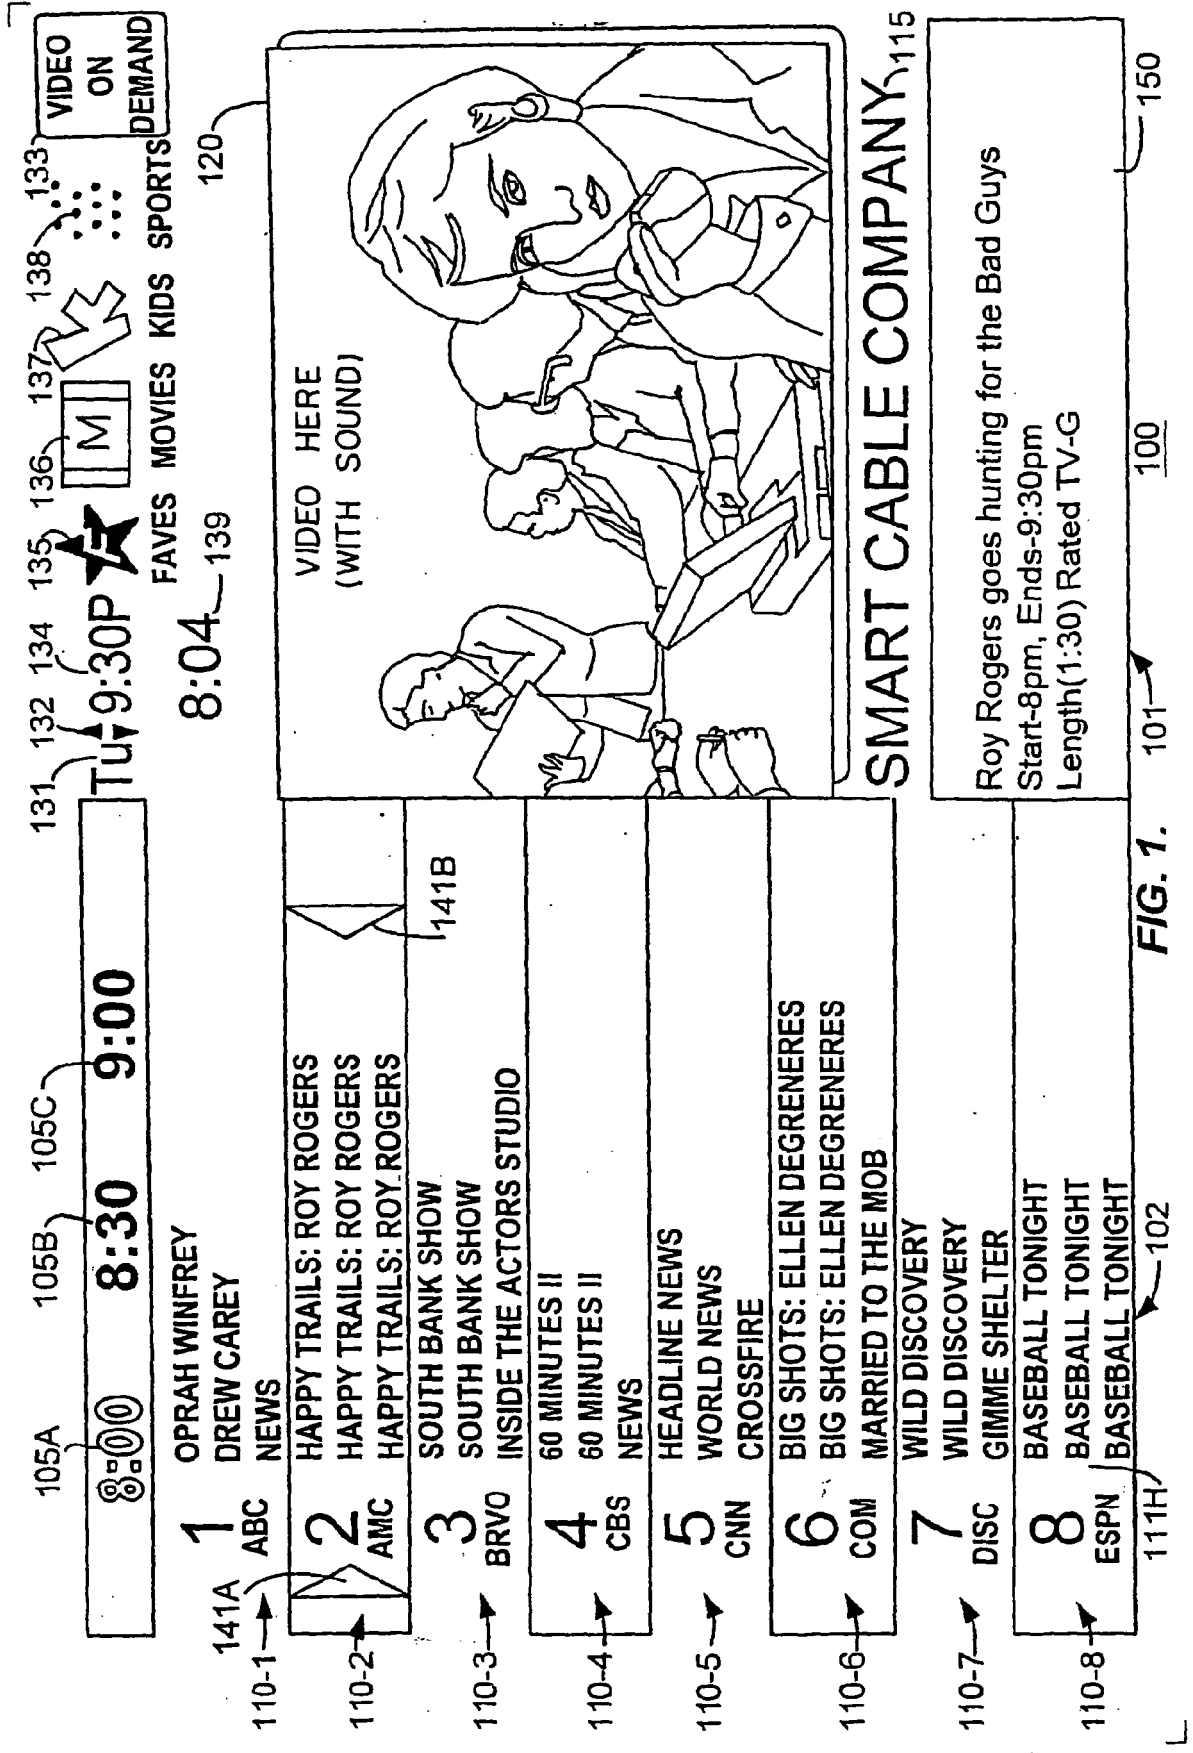 105A
105B
105C
131
132
134
135
136
137
138
133
8:00
8:30
9:00
Tu
9:30P
F
M
VIDEO
ON
DEMAND
FAVES MOVIES KIDS SPORTS
8:04
139
120
141A
110-1
1
ABC
OPRAH WINFREY
DREW CAREY
NEWS
110-2
2
AMC
HAPPY TRAILS: ROY ROGERS
HAPPY TRAILS: ROY ROGERS
HAPPY TRAILS: ROY ROGERS
141B
110-3
3
BRVO
SOUTH BANK SHOW
SOUTH BANK SHOW
INSIDE THE ACTORS STUDIO
110-4
4
CBS
60 MINUTES II
60 MINUTES II
NEWS
110-5
5
CNN
HEADLINE NEWS
WORLD NEWS
CROSSFIRE
110-6
6
COM
BIG SHOTS: ELLEN DEGRENERES
BIG SHOTS: ELLEN DEGRENERES
MARRIED TO THE MOB
110-7
7
DISC
WILD DISCOVERY
WILD DISCOVERY
GIMME SHELTER
110-8
8
ESPN
BASEBALL TONIGHT
BASEBALL TONIGHT
BASEBALL TONIGHT
111H
102
VIDEO HERE
(WITH SOUND)
SMART CABLE COMPANY
115
Roy Rogers goes hunting for the Bad Guys
Start-8pm, Ends-9:30pm
Length(1:30) Rated TV-G
150
101
100
FIG. 1.